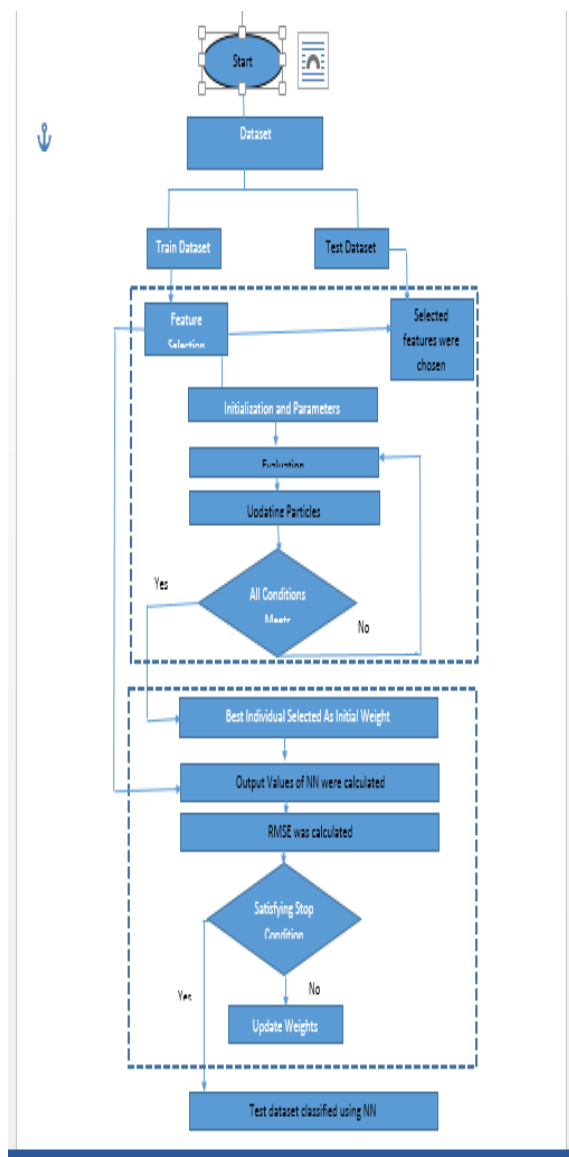 Start
Dataset
Train Dataset
Test Dataset
Feature
Selection
Selected
features were
chosen
Initialization and Parameters
Evaluation
Updating Particles
All Conditions
Meets
Yes
No
Best Individual Selected As Initial Weight
Output Values of NN were calculated
RMSE was calculated
Satisfying Stop
Condition
Yes
No
Update Weights
Test dataset classified using NN